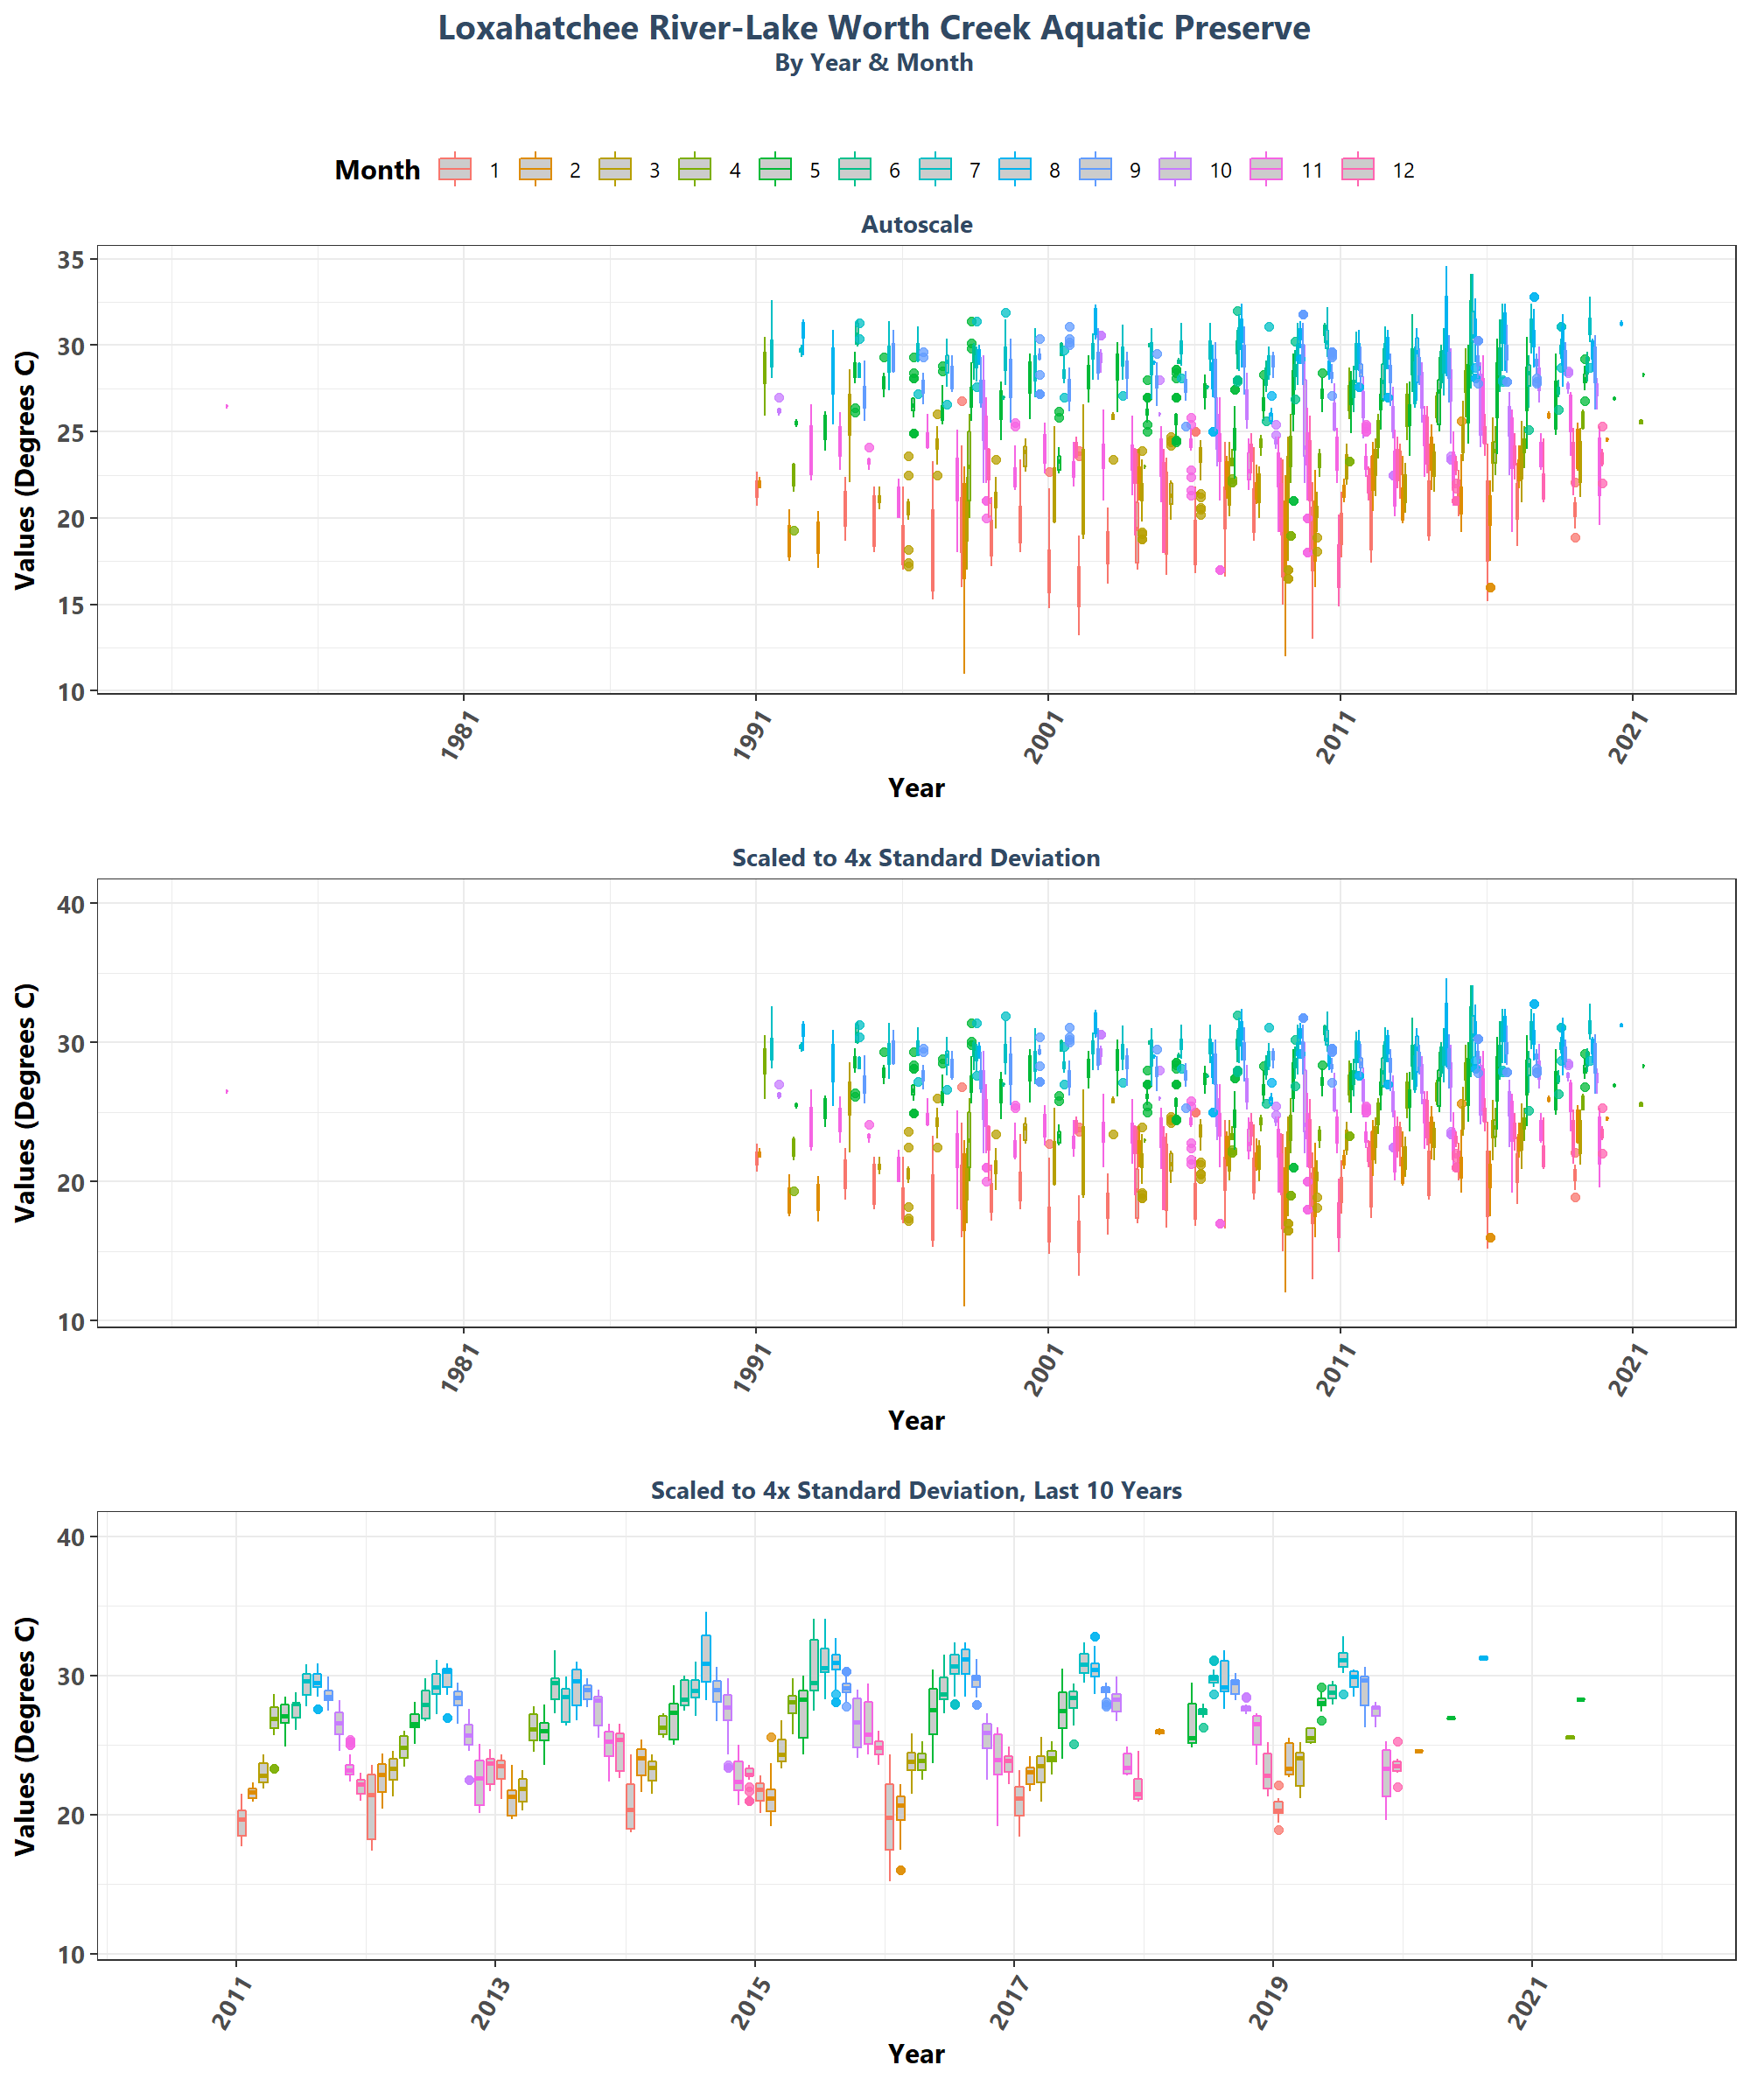 Loxahatchee River-Lake Worth Creek Aquatic Preserve
By Year & Month
Month 1 2 3 4 5 6 7 8 9 10 11 12
Autoscale
Values (Degrees C)
35
30
25
20
15
10
1981 1991 2001 2011 2021
Year
Scaled to 4x Standard Deviation
Values (Degrees C)
40
30
20
10
1981 1991 2001 2011 2021
Year
Scaled to 4x Standard Deviation, Last 10 Years
Values (Degrees C)
40
30
20
10
2011 2013 2015 2017 2019 2021
Year